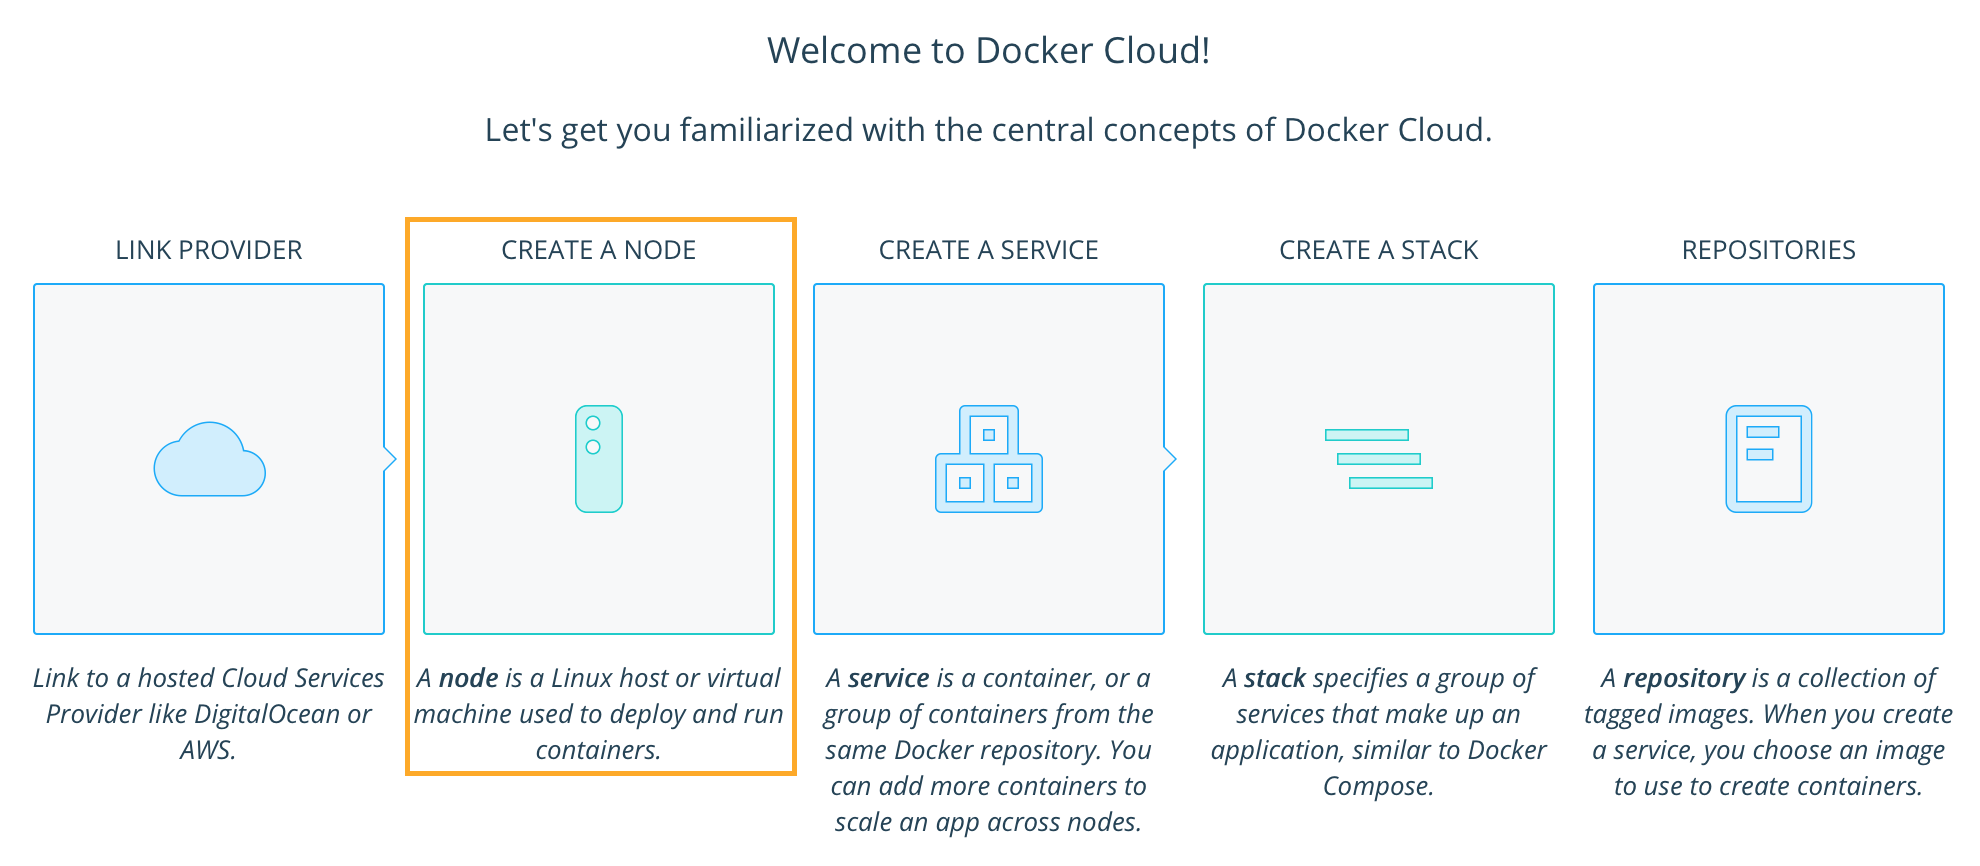 Welcome to Docker Cloud!
Let's get you familiarized with the central concepts of Docker Cloud.
LINK PROVIDER
Link to a hosted Cloud Services
Provider like DigitalOcean or
AWS.
CREATE A NODE
A node is a Linux host or virtual
machine used to deploy and run
containers.
CREATE A SERVICE
A service is a container, or a
group of containers from the
same Docker repository. You
can add more containers to
scale an app across nodes.
CREATE A STACK
A stack specifies a group of
services that make up an
application, similar to Docker
Compose.
REPOSITORIES
A repository is a collection of
tagged images. When you create
a service, you choose an image
to use to create containers.